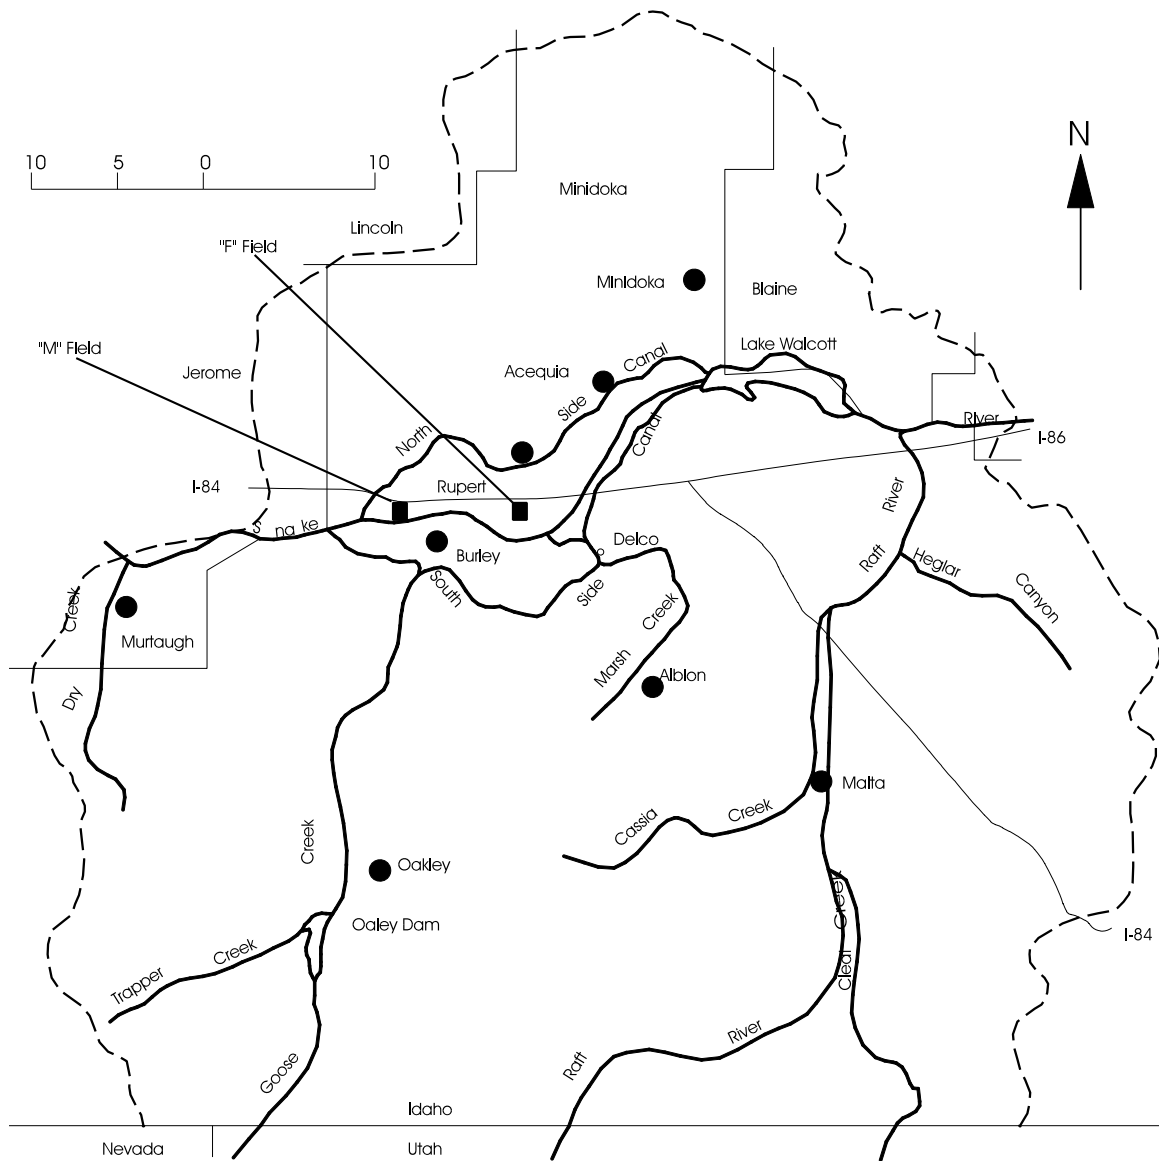 N
10 5 0 10
Minidoka
Lincoln
"F" Field
Minidoka
Blaine
"M" Field
Lake Walcott
Jerome
Acequia
North Side Canal
Canal
River
I-86
I-84
Rupert
River
Snake
Delco
Burley
Raft
Heglar
Canyon
South
Side
Creek
Creek
Murtaugh
Marsh
Albion
Dry
Malta
Creek
Cassia
Creek
Oakley
Creek
Oaley Dam
Creek
I-84
Clear
Trapper
River
Raft
Goose
Idaho
Nevada
Utah